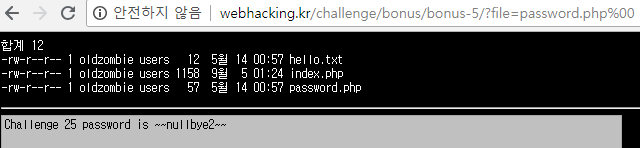 안전하지 않음 webhacking.kr/challenge/bonus/bonus-5/?file=password.php%00
합계 12
-rw-r--r-- 1 oldzombie users 12 5월 14 00:57 hello.txt
-rw-r--r-- 1 oldzombie users 1158 9월 5 01:24 index.php
-rw-r--r-- 1 oldzombie users 57 5월 14 00:57 password.php
Challenge 25 password is ~~nullbye2~~